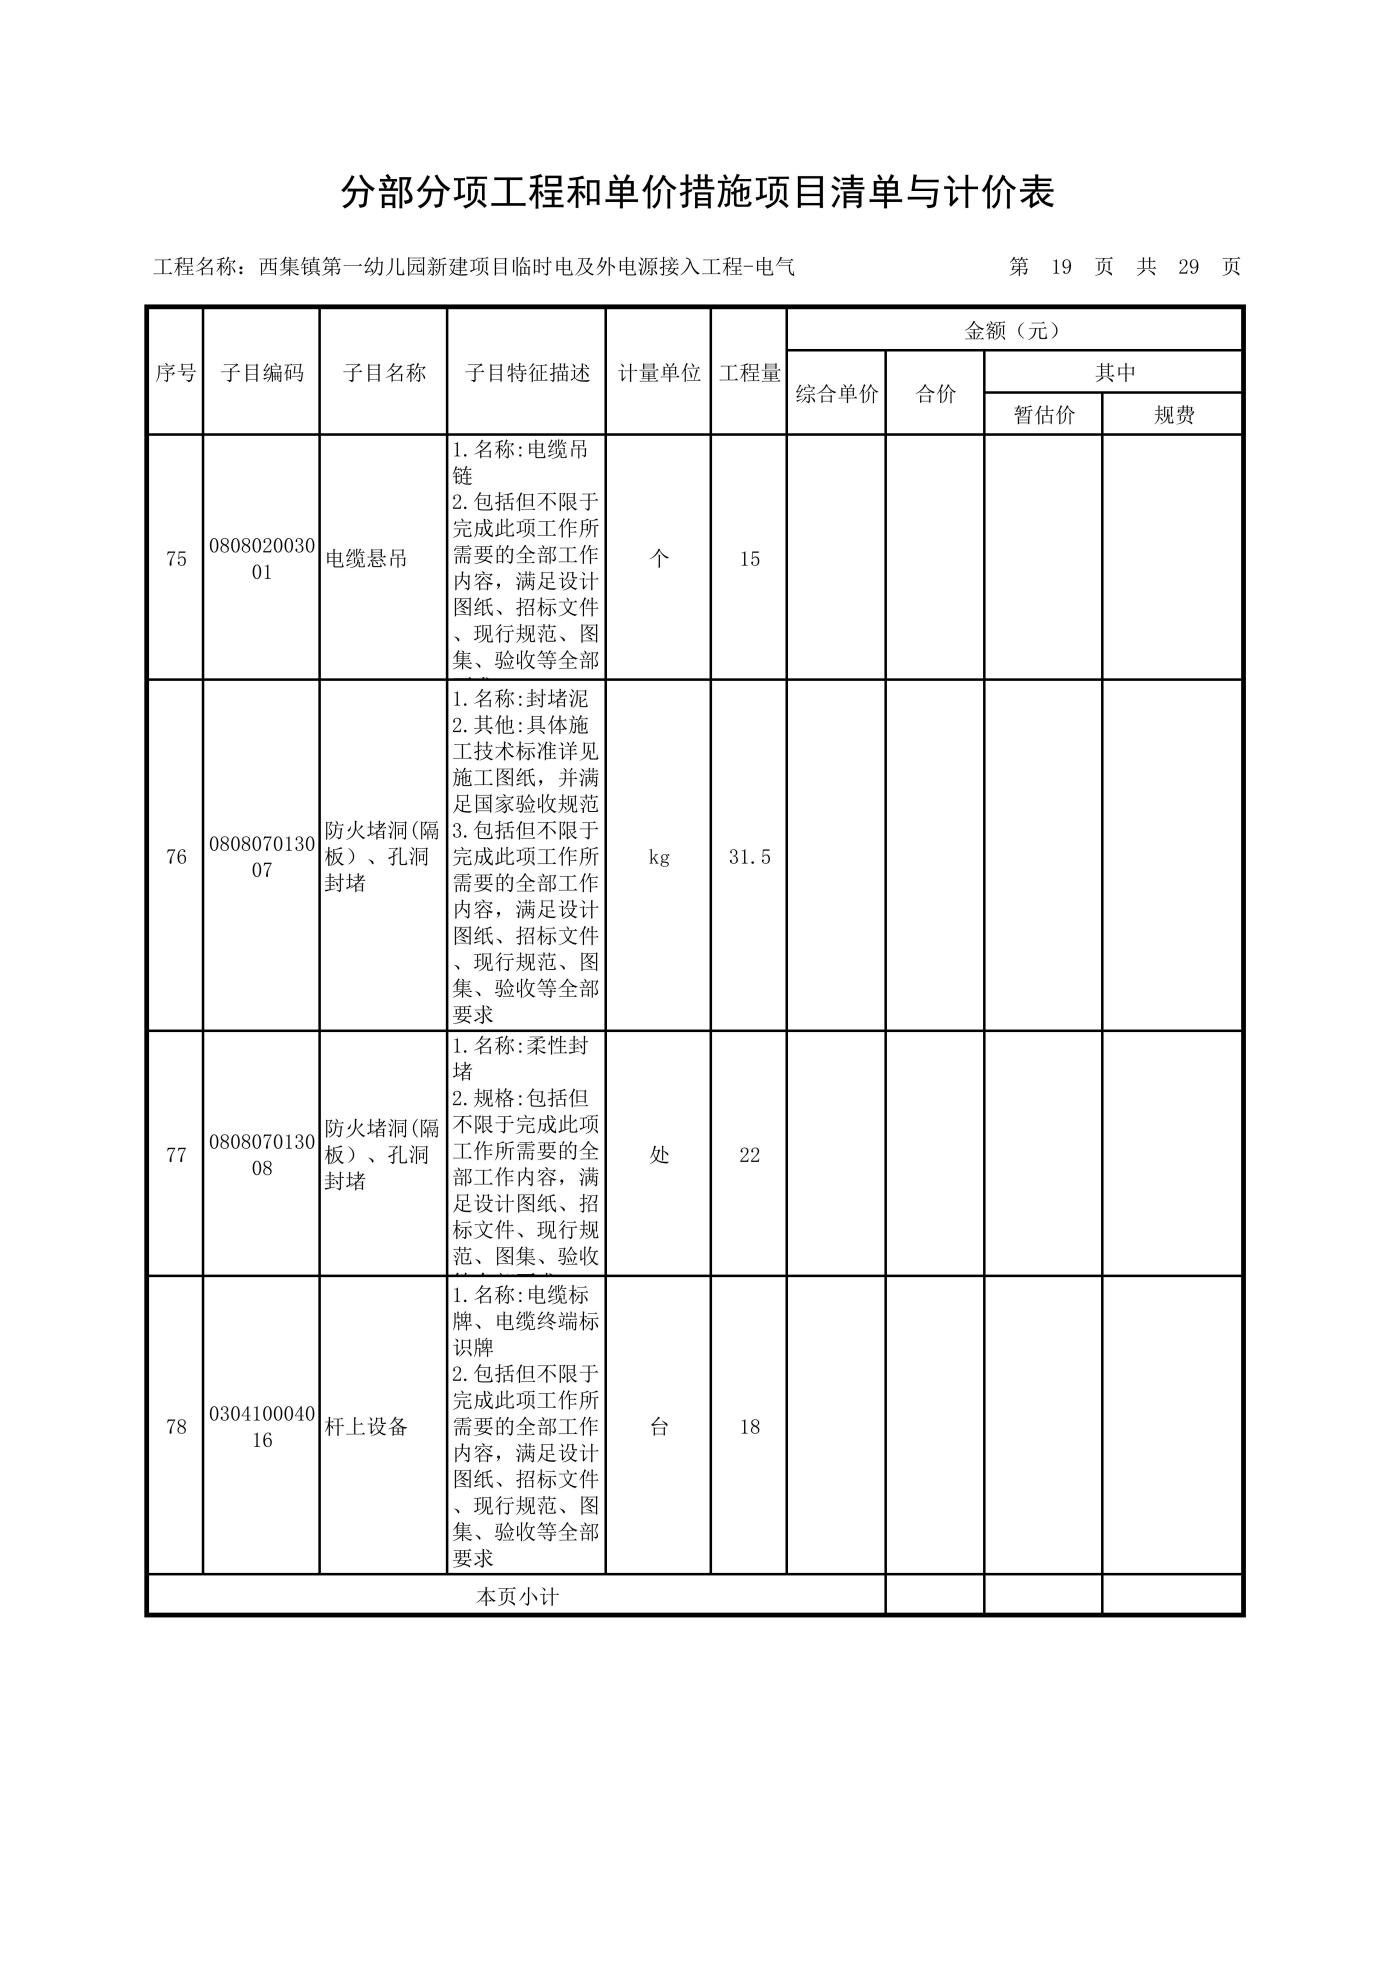 分部分项工程和单价措施项目清单与计价表
工程名称：西集镇第一幼儿园新建项目临时电及外电源接入工程-电气 第 19 页 共 29 页
序号 子目编码 子目名称 子目特征描述 计量单位 工程量 金额（元）
综合单价 合价 其中
暂估价 规费
75
0808020030
01
电缆悬吊
1.名称:电缆吊
链
2.包括但不限于
完成此项工作所
需要的全部工作
内容，满足设计
图纸、招标文件
、现行规范、图
集、验收等全部
个
15
76
0808070130
07
防火堵洞(隔
板）、孔洞
封堵
1.名称:封堵泥
2.其他:具体施
工技术标准详见
施工图纸，并满
足国家验收规范
3.包括但不限于
完成此项工作所
需要的全部工作
内容，满足设计
图纸、招标文件
、现行规范、图
集、验收等全部
要求
kg
31.5
77
0808070130
08
防火堵洞(隔
板）、孔洞
封堵
1.名称:柔性封
堵
2.规格:包括但
不限于完成此项
工作所需要的全
部工作内容，满
足设计图纸、招
标文件、现行规
范、图集、验收
处
22
78
0304100040
16
杆上设备
1.名称:电缆标
牌、电缆终端标
识牌
2.包括但不限于
完成此项工作所
需要的全部工作
内容，满足设计
图纸、招标文件
、现行规范、图
集、验收等全部
要求
台
18
本页小计